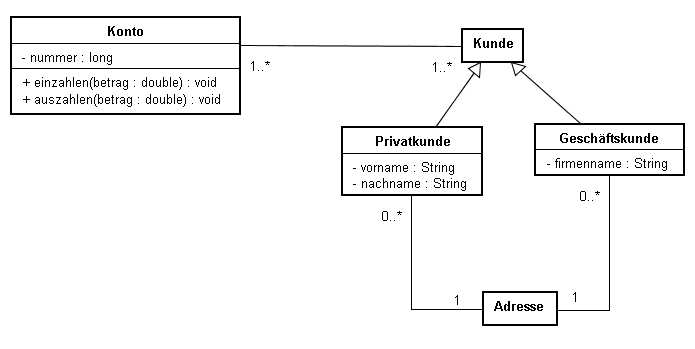 Konto
- nummer : long
+ einzahlen(betrag : double) : void
+ auszahlen(betrag : double) : void
1..*
1..*
Kunde
Privatkunde
- vorname : String
- nachname : String
Geschäftskunde
- firmenname : String
0..*
0..*
1
Adresse
1